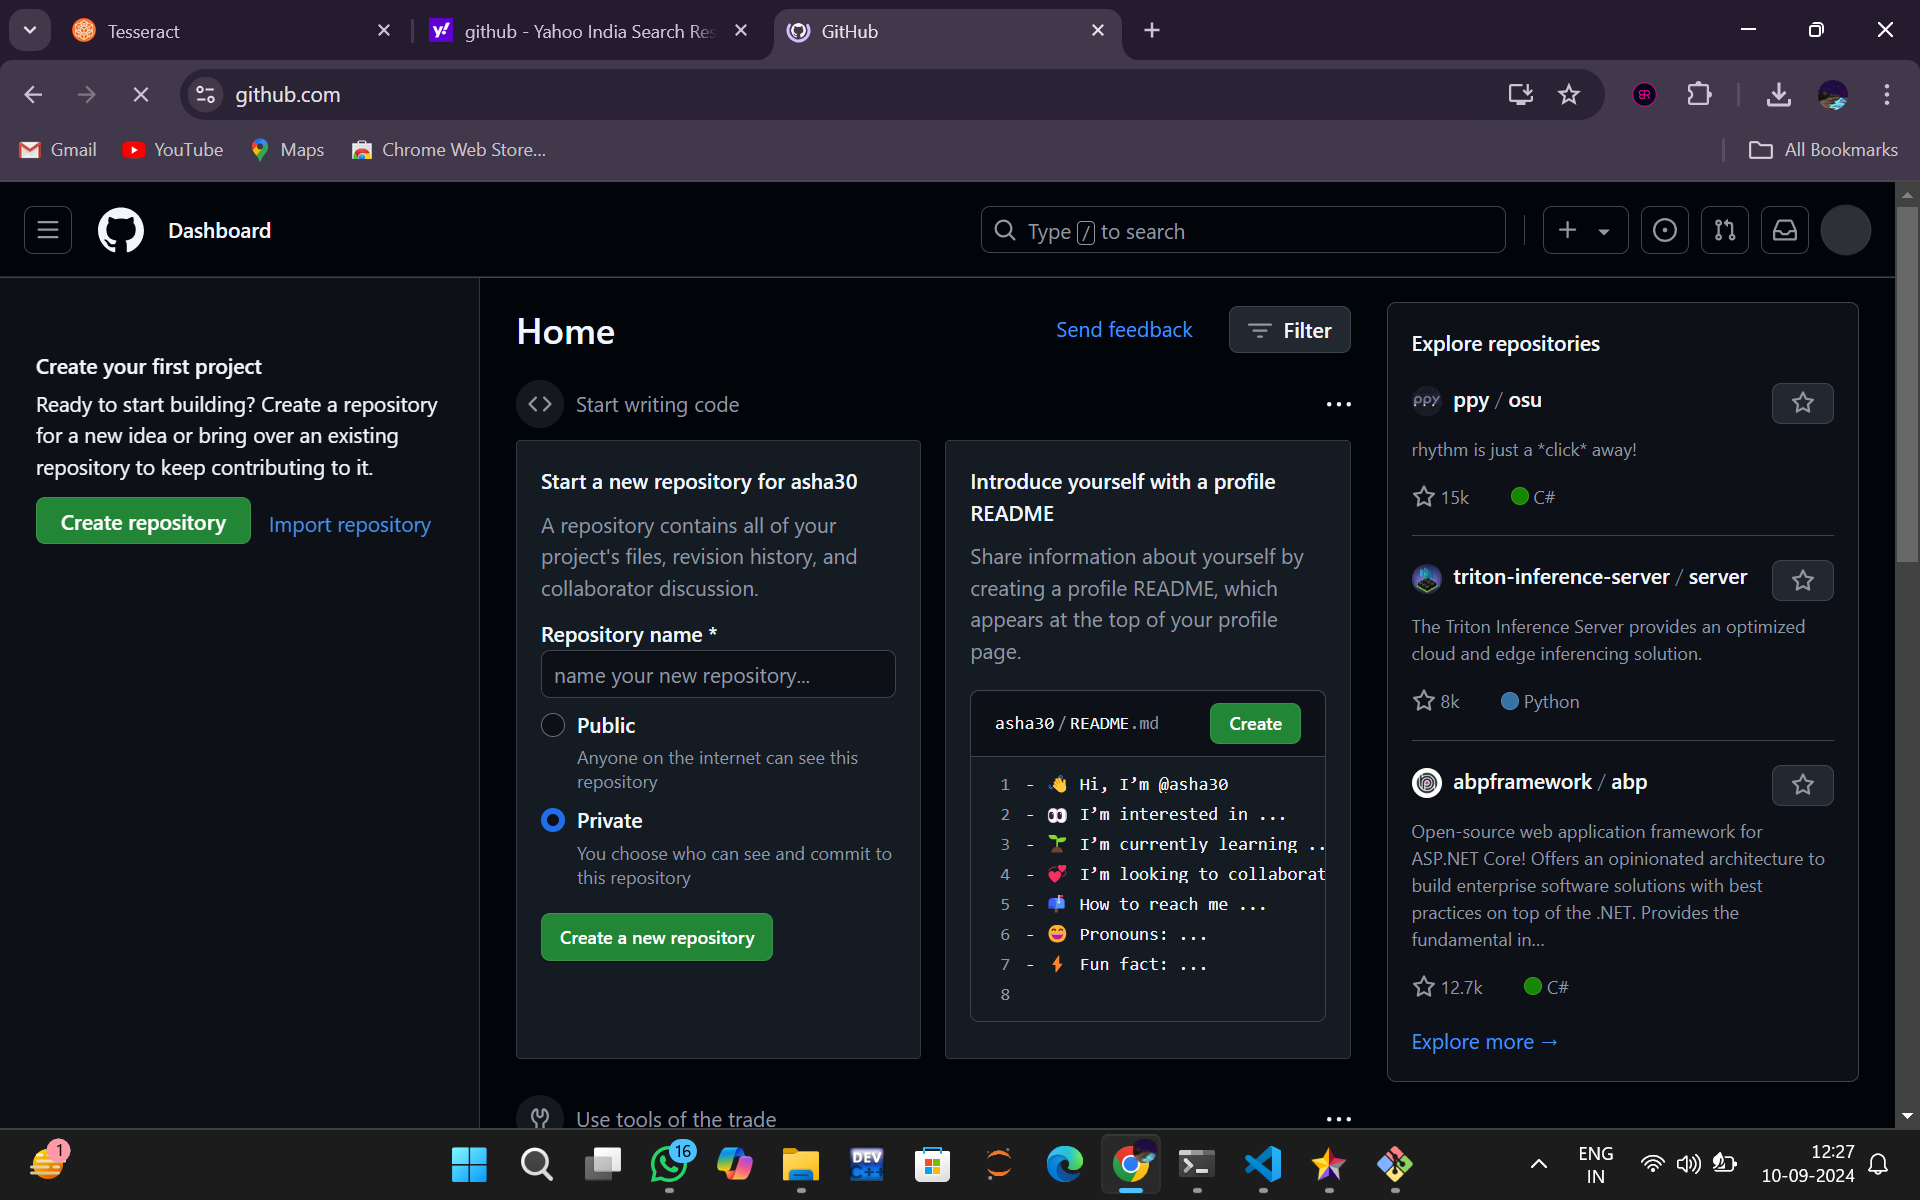 Tesseract
github - Yahoo India Search Res
GitHub
github.com
Gmail
YouTube
Maps
Chrome Web Store...
All Bookmarks
Dashboard
Type / to search
Create your first project
Ready to start building? Create a repository
for a new idea or bring over an existing
repository to keep contributing to it.
Create repository
Import repository
Home
Send feedback
Filter
Start writing code
Start a new repository for asha30
A repository contains all of your
project's files, revision history, and
collaborator discussion.
Repository name *
name your new repository...
Public
Anyone on the internet can see this
repository
Private
You choose who can see and commit to
this repository
Create a new repository
Introduce yourself with a profile
README
Share information about yourself by
creating a profile README, which
appears at the top of your profile
page.
asha30 / README.md
Create
1 - 👋 Hi, I’m @asha30
2 - 👀 I’m interested in ...
3 - 🌱 I’m currently learning ..
4 - 💞️ I’m looking to collaborat
5 - 📫 How to reach me ...
6 - 😄 Pronouns: ...
7 - ⚡ Fun fact: ...
8
Use tools of the trade
Explore repositories
ppy
ppy / osu
rhythm is just a *click* away!
15k
C#
triton-inference-server / server
The Triton Inference Server provides an optimized
cloud and edge inferencing solution.
8k
Python
abpframework / abp
Open-source web application framework for
ASP.NET Core! Offers an opinionated architecture to
build enterprise software solutions with best
practices on top of the .NET. Provides the
fundamental in...
12.7k
C#
Explore more →
1
16
DEV
C++
ENG
IN
12:27
10-09-2024